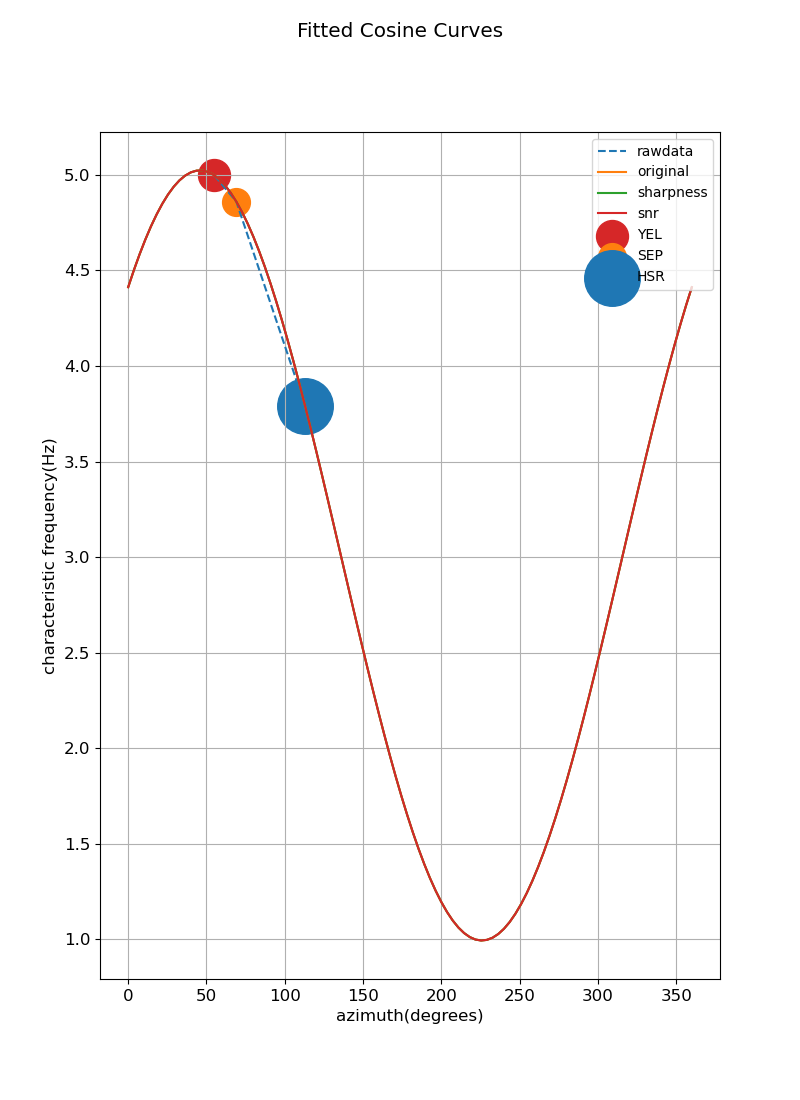 Fitted Cosine Curves
rawdata
original
sharpness
snr
YEL
SEP
HSR
5.0
4.5
4.0
3.5
3.0
2.5
2.0
1.5
1.0
characteristic frequency(Hz)
0 50 100 150 200 250 300 350
azimuth(degrees)